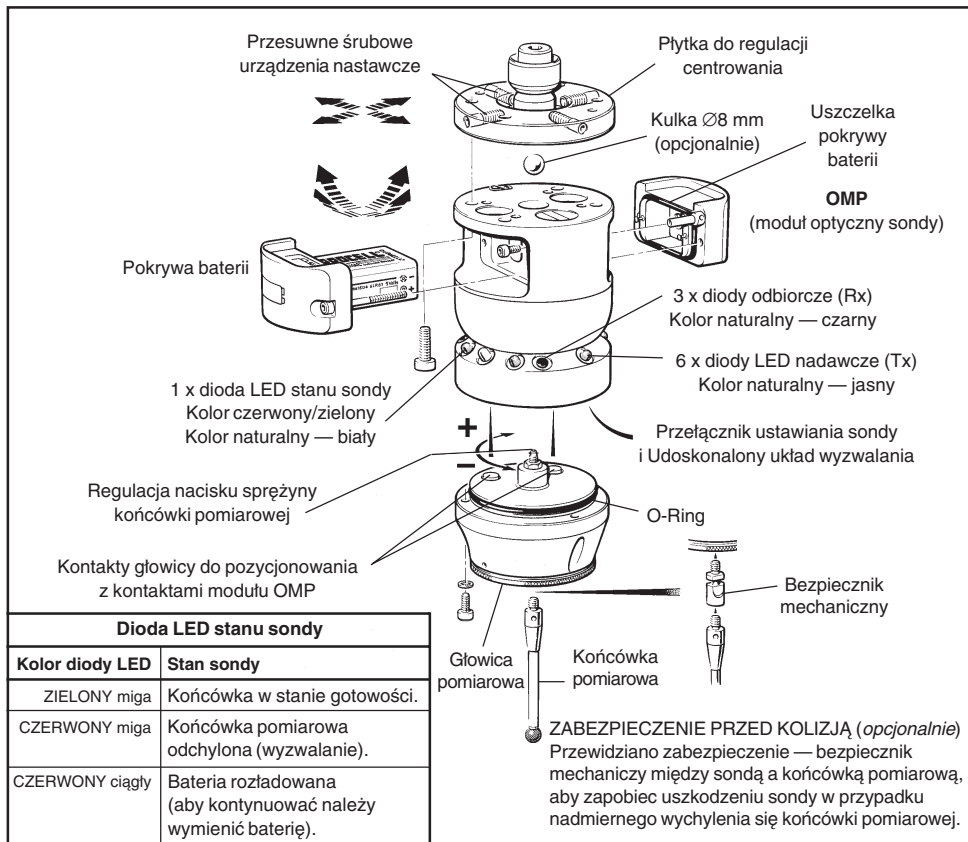 Przesuwne śrubowe
urządzenia nastawcze
Płytka do regulacji
centrowania
Kulka ∅8 mm
(opcjonalnie)
Uszczelka
pokrywy
baterii
OMP
(moduł optyczny sondy)
Pokrywa baterii
3 x diody odbiorcze (Rx)
Kolor naturalny — czarny
6 x diody LED nadawcze (Tx)
Kolor naturalny — jasny
1 x dioda LED stanu sondy
Kolor czerwony/zielony
Kolor naturalny — biały
+
–
Przełącznik ustawiania sondy
i Udoskonalony układ wyzwalania
Regulacja nacisku sprężyny
końcówki pomiarowej
O-Ring
Kontakty głowicy do pozycjonowania
z kontaktami modułu OMP
Bezpiecznik
mechaniczny
Głowica
pomiarowa
Końcówka
pomiarowa
Dioda LED stanu sondy
Kolor diody LED Stan sondy
ZIELONY miga Końcówka w stanie gotowości.
CZERWONY miga Końcówka pomiarowa
odchylona (wyzwalanie).
CZERWONY ciągły Bateria rozładowana
(aby kontynuować należy
wymienić baterię).
ZABEZPIECZENIE PRZED KOLIZJĄ (opcjonalnie)
Przewidziano zabezpieczenie — bezpiecznik
mechaniczy między sondą a końcówką pomiarową,
aby zapobiec uszkodzeniu sondy w przypadku
nadmiernego wychylenia się końcówki pomiarowej.